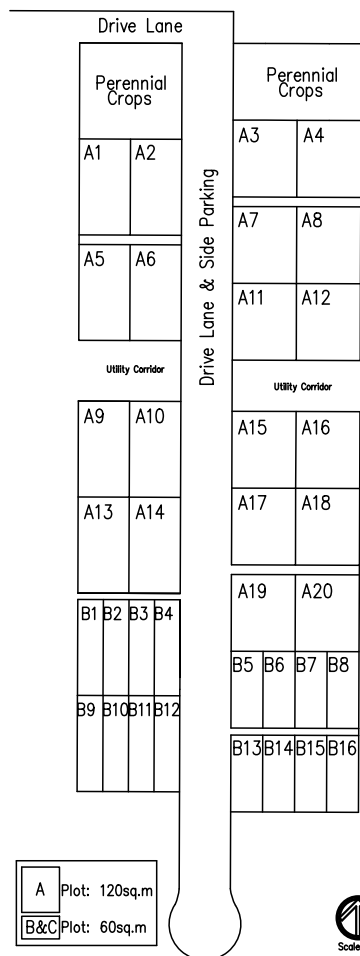 Drive Lane
Perennial
Crops
Perennial
Crops
A1 A2
A3 A4
A5 A6
A7 A8
A11 A12
Drive Lane & Side Parking
Utility Corridor
Utility Corridor
A9 A10
A15 A16
A13 A14
A17 A18
A19 A20
B1 B2 B3 B4
B5 B6 B7 B8
B9 B10 B11 B12
B13 B14 B15 B16
A Plot: 120sq.m
B&C Plot: 60sq.m
Scale